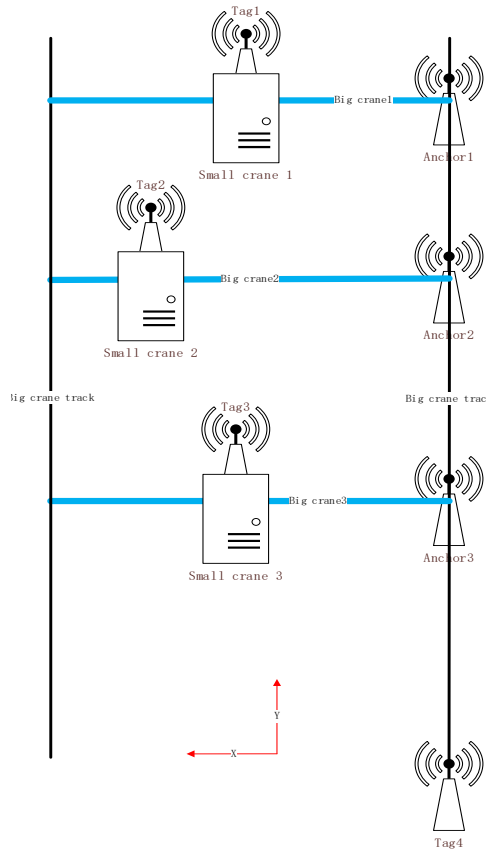 Tag1
Big crane1
Anchor1
Small crane 1
Tag2
Big crane2
Small crane 2
Anchor2
Big crane track
Big crane trac
Tag3
Big crane3
Anchor3
Small crane 3
Y
X
Tag4